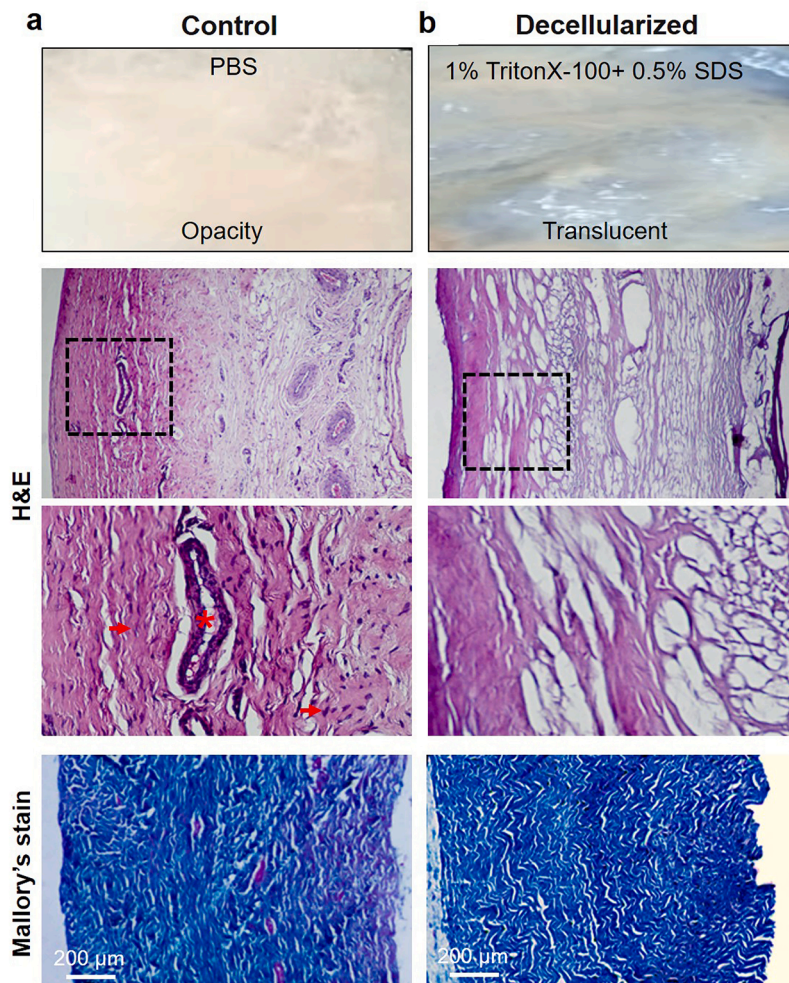 a
Control
b
Decellularized
PBS
Opacity
1% TritonX-100+ 0.5% SDS
Translucent
H&E
*
Mallory's stain
200 µm
200 µm